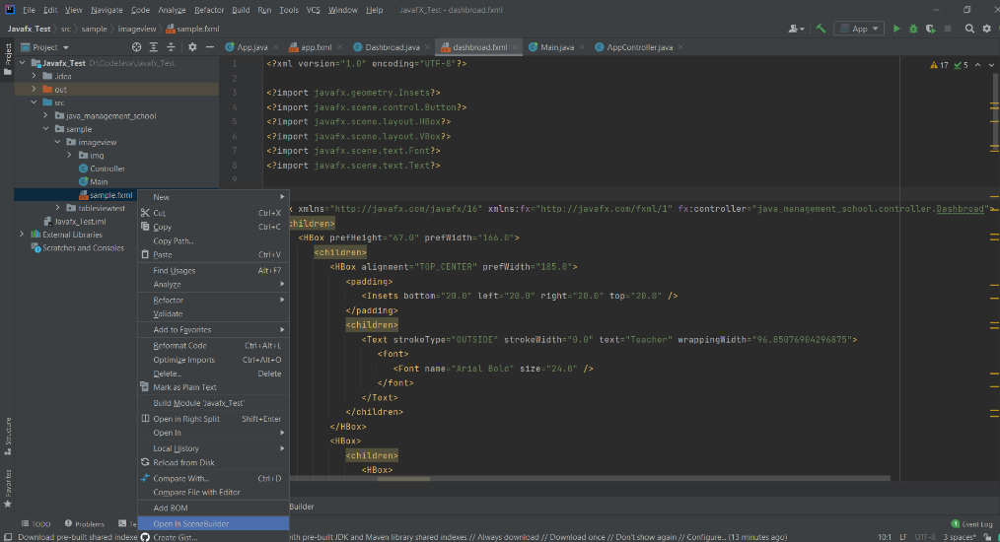 File Edit View Navigate Code Analyze Refactor Build Run Tools VCS Window Help JavaFX_Test - dashbroad.fxml
Javafx_Test src sample imageview sample.fxml App
Project App.java app.fxml Dashbroad.java dashbroad.fxml Main.java AppController.java
Project
Javafx_Test D:\CodeJava\Javafx_Test
.idea
out
src
java_management_school
sample
imageview
img
Controller
Main
sample.fxml
tableviewtest
Javafx_Test.iml
External Libraries
Scratches and Consoles
17 5
1 <?xml version="1.0" encoding="UTF-8"?>
2
3 <?import javafx.geometry.Insets?>
4 <?import javafx.scene.control.Button?>
5 <?import javafx.scene.layout.HBox?>
6 <?import javafx.scene.layout.VBox?>
7 <?import javafx.scene.text.Font?>
8 <?import javafx.scene.text.Text?>
9
x xmlns="http://javafx.com/javafx/16" xmlns:fx="http://javafx.com/fxml/1" fx:controller="java_management_school.controller.Dashbroad">
children>
<HBox prefHeight="67.0" prefWidth="166.0">
<children>
<HBox alignment="TOP_CENTER" prefWidth="185.0">
<padding>
<Insets bottom="20.0" left="20.0" right="20.0" top="20.0" />
</padding>
<children>
<Text strokeType="OUTSIDE" strokeWidth="0.0" text="Teacher" wrappingWidth="96.85076904296875">
<font>
<Font name="Arial Bold" size="24.0" />
</font>
</Text>
</children>
</HBox>
<HBox>
<children>
<HBox>
New
Cut Ctrl+X
Copy Ctrl+C
Copy Path...
Paste Ctrl+V
Find Usages Alt+F7
Analyze
Refactor
Validate
Add to Favorites
Reformat Code Ctrl+Alt+L
Optimize Imports Ctrl+Alt+O
Delete... Delete
Mark as Plain Text
Build Module 'Javafx_Test'
Open in Right Split Shift+Enter
Open In
Local History
Reload from Disk
Compare With... Ctrl+D
Compare File with Editor
Add BOM
Open In SceneBuilder
Create Gist...
Structure
Favorites
Builder
TODO Problems Te 1 Event Log
Download pre-built shared indexe with pre-built JDK and Maven library shared indexes // Always download // Download once // Don't show again // Configure... (13 minutes ago) 10:1 LF UTF-8 3 spaces*